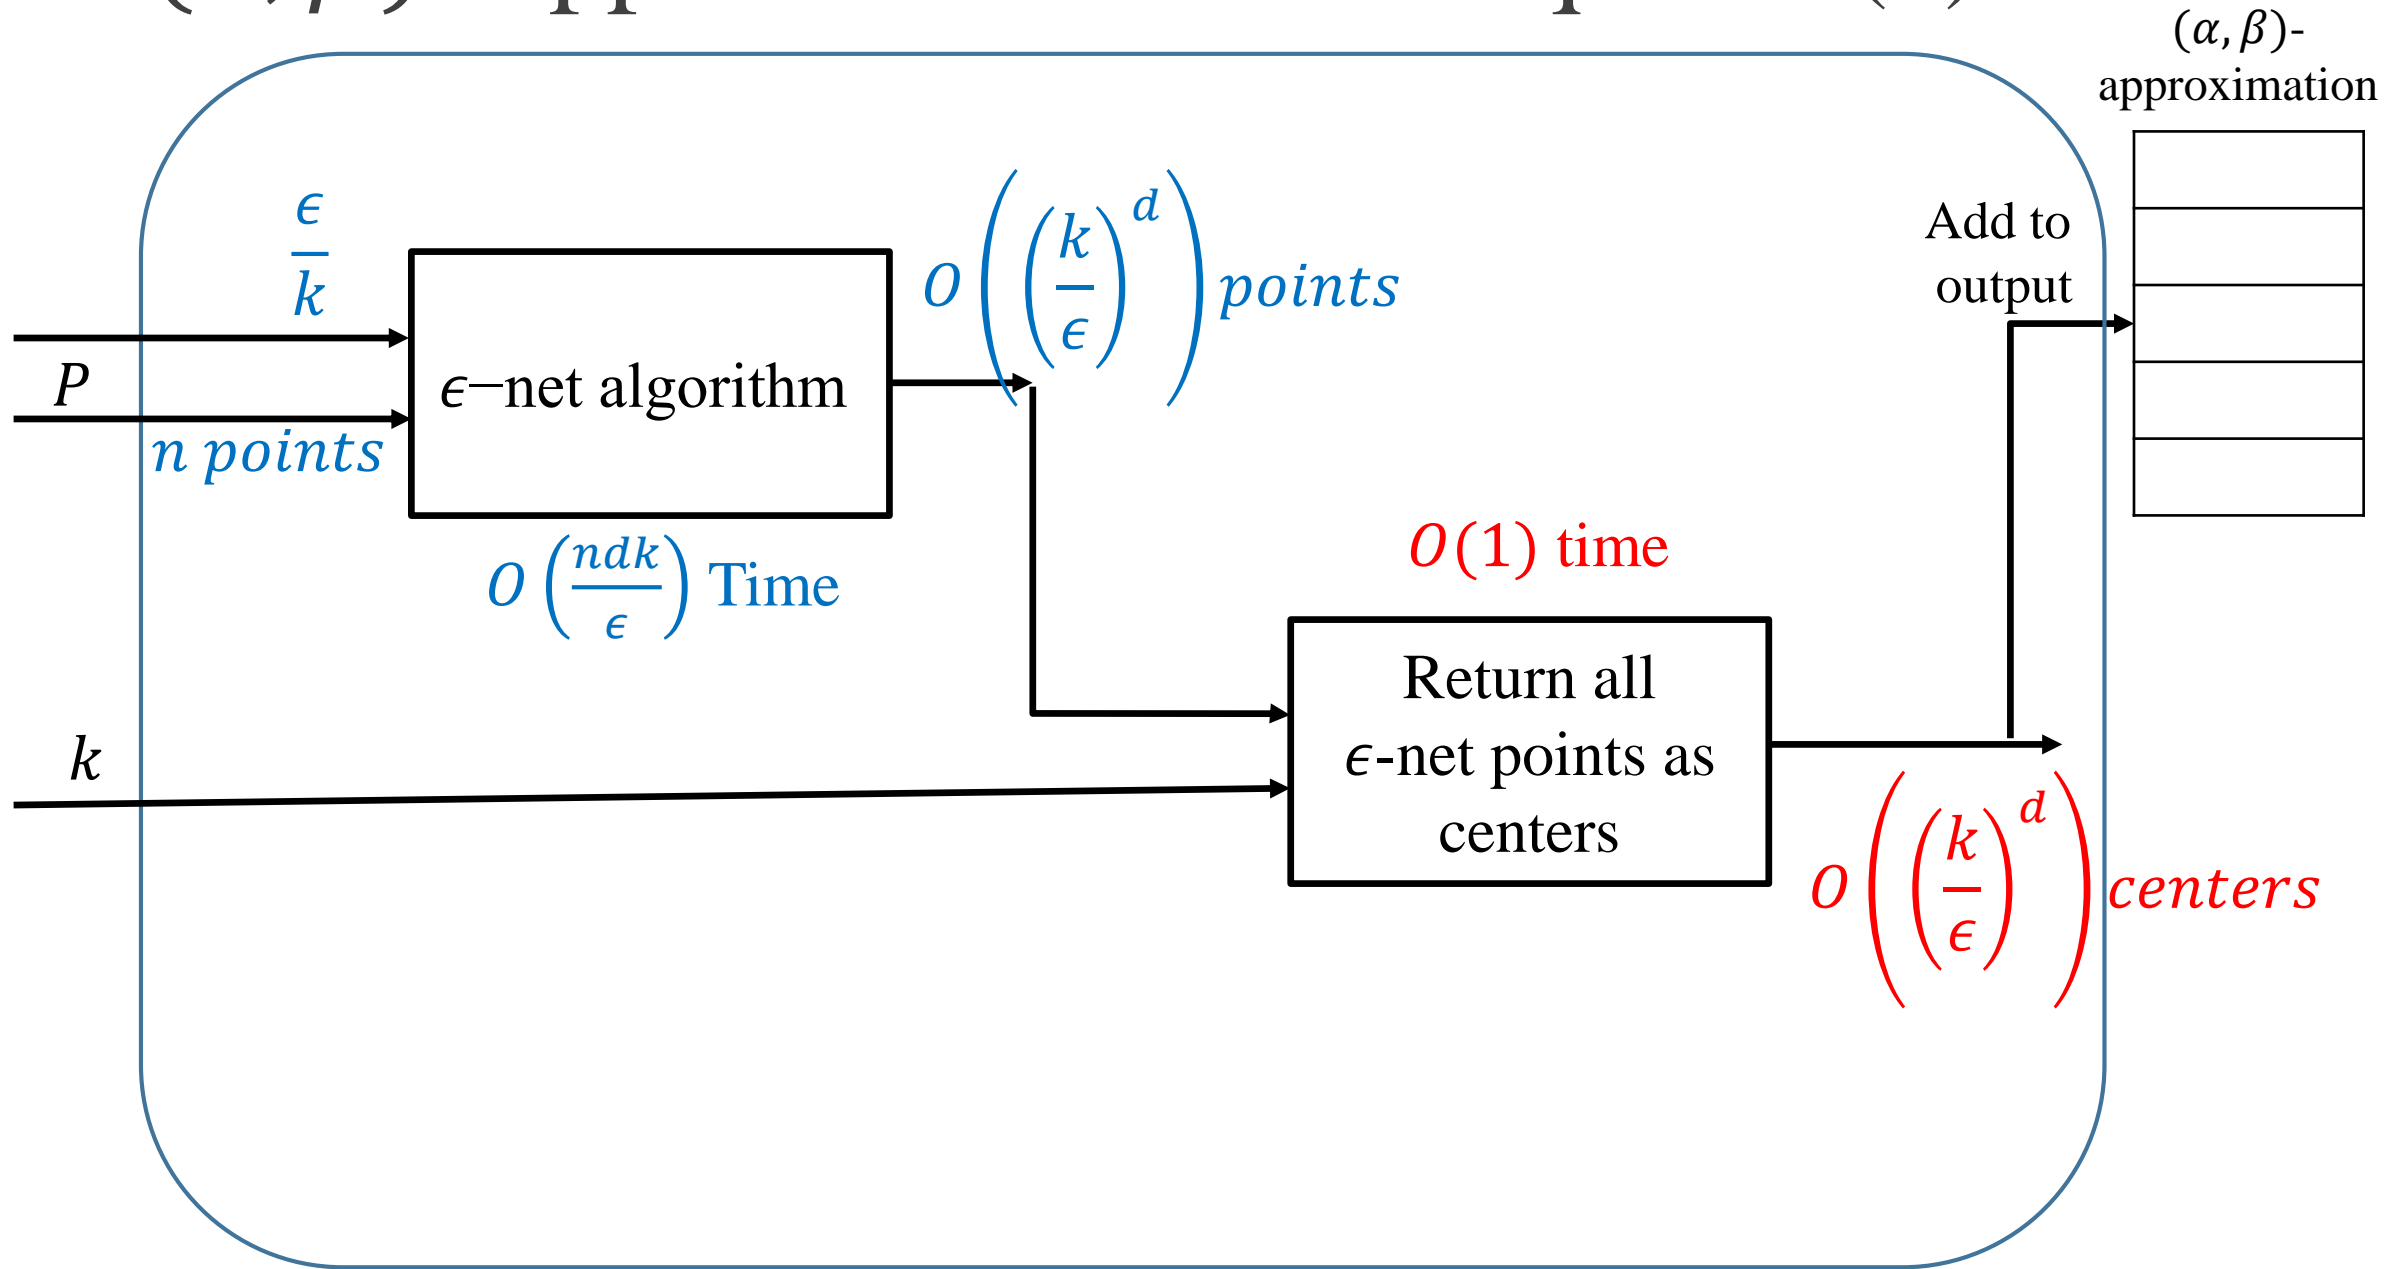 (α, β)-
approximation
ϵ/k
O((k/ϵ)^d) points
Add to
output
P
ϵ−net algorithm
n points
O(ndk/ϵ) Time
O(1) time
Return all
ϵ-net points as
centers
k
O((k/ϵ)^d) centers